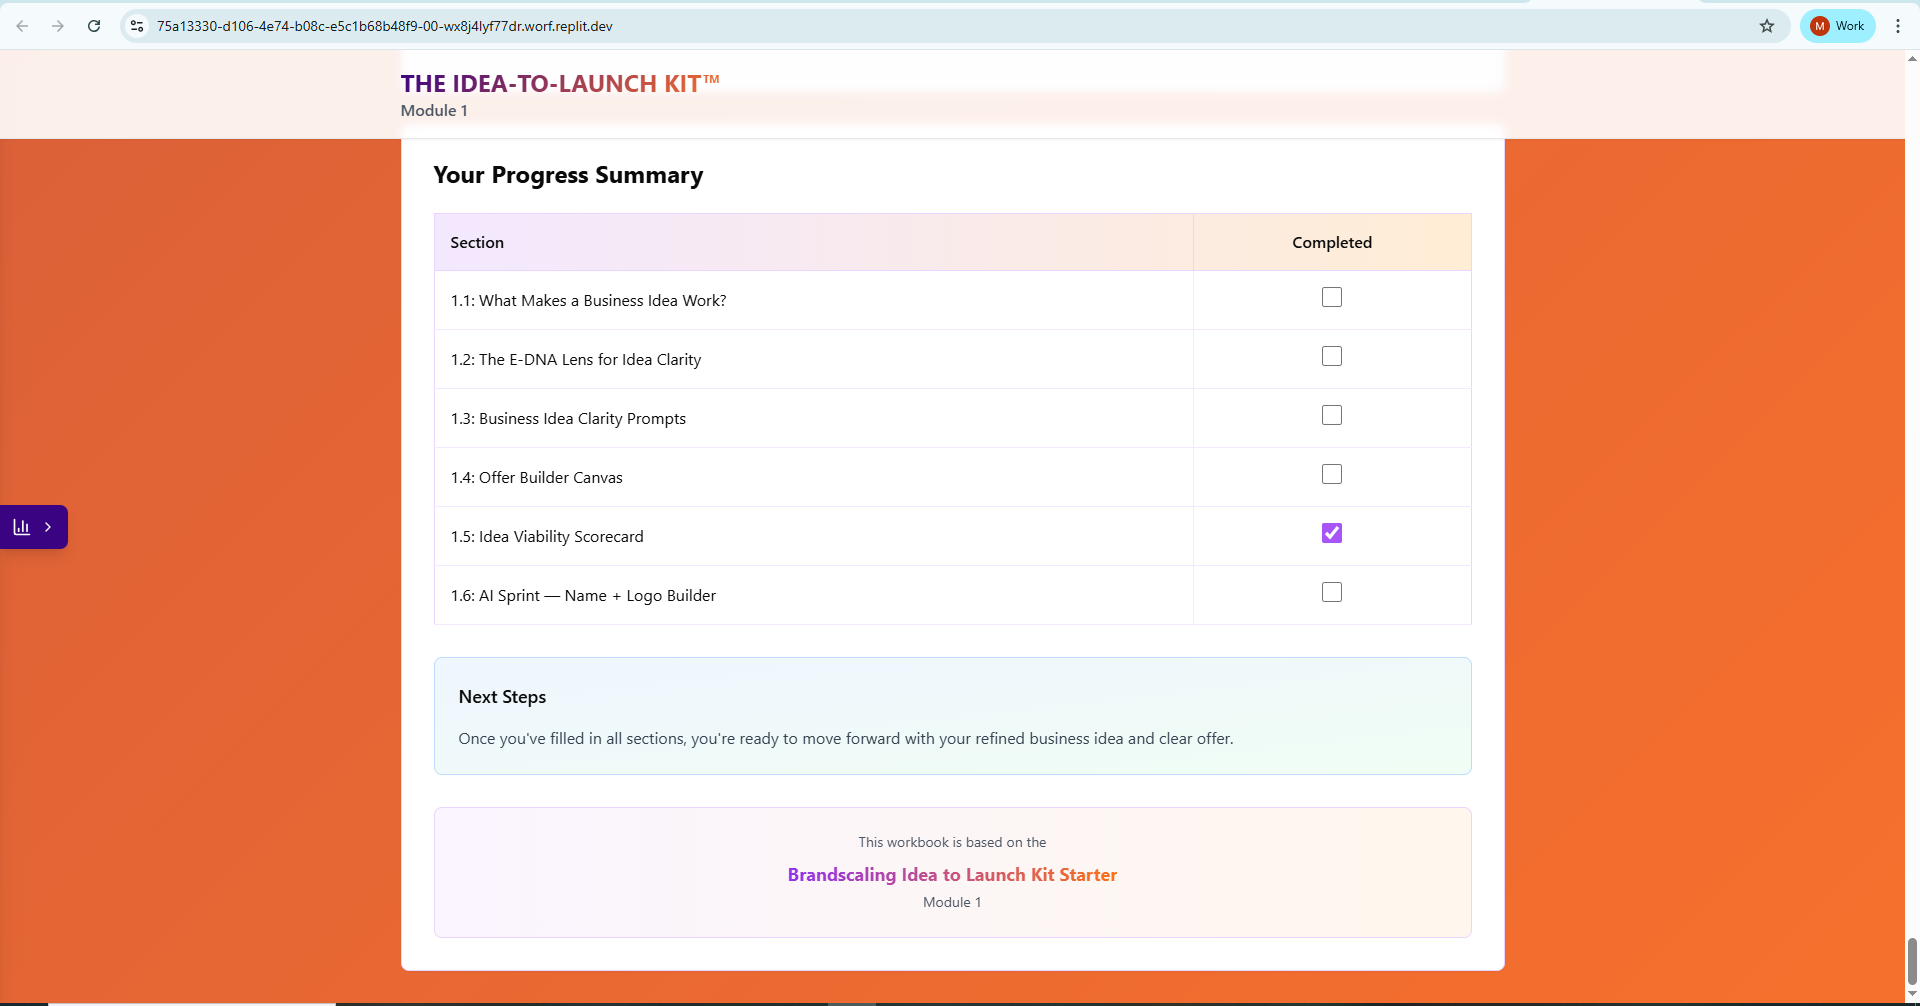 75a13330-d106-4e74-b08c-e5c1b68b48f9-00-wx8j4lyf77dr.worf.replit.dev
M Work
THE IDEA-TO-LAUNCH KIT™
Module 1
Your Progress Summary
Section Completed
1.1: What Makes a Business Idea Work?
1.2: The E-DNA Lens for Idea Clarity
1.3: Business Idea Clarity Prompts
1.4: Offer Builder Canvas
1.5: Idea Viability Scorecard
1.6: AI Sprint — Name + Logo Builder
Next Steps
Once you've filled in all sections, you're ready to move forward with your refined business idea and clear offer.
This workbook is based on the
Brandscaling Idea to Launch Kit Starter
Module 1